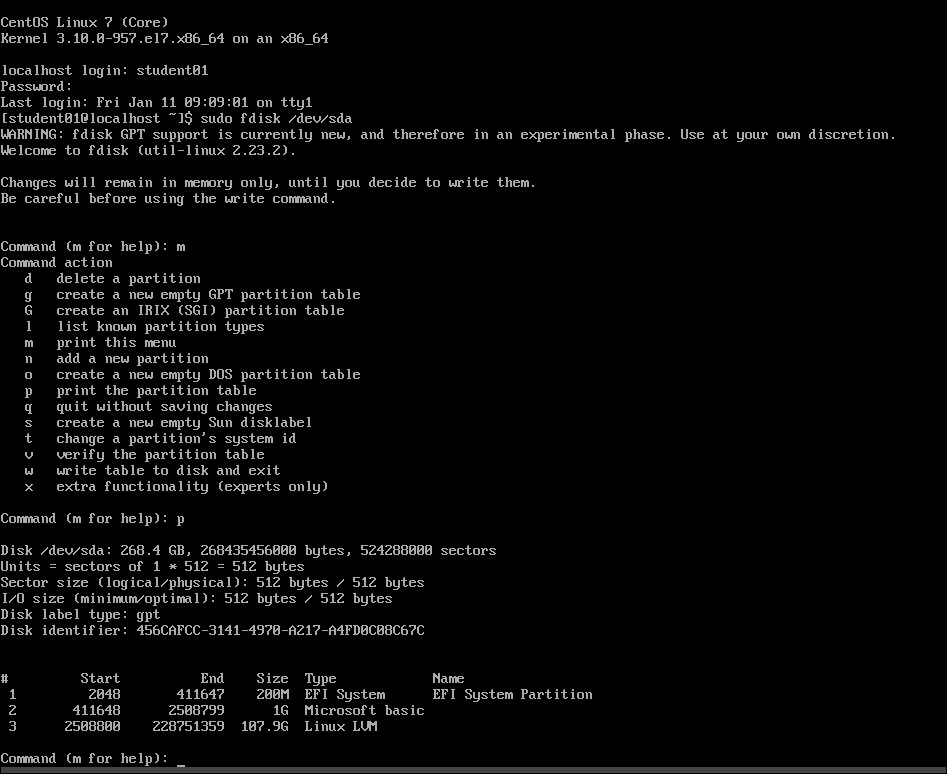 CentOS Linux 7 (Core)
Kernel 3.10.0-957.el7.x86_64 on an x86_64
localhost login: student01
Password:
Last login: Fri Jan 11 09:09:01 on tty1
[student01@localhost ~]$ sudo fdisk /dev/sda
WARNING: fdisk GPT support is currently new, and therefore in an experimental phase. Use at your own discretion.
Welcome to fdisk (util-linux 2.23.2).
Changes will remain in memory only, until you decide to write them.
Be careful before using the write command.
Command (m for help): m
Command action
d   delete a partition
g   create a new empty GPT partition table
G   create an IRIX (SGI) partition table
l   list known partition types
m   print this menu
n   add a new partition
o   create a new empty DOS partition table
p   print the partition table
q   quit without saving changes
s   create a new empty Sun disklabel
t   change a partition's system id
v   verify the partition table
w   write table to disk and exit
x   extra functionality (experts only)
Command (m for help): p
Disk /dev/sda: 268.4 GB, 268435456000 bytes, 524288000 sectors
Units = sectors of 1 * 512 = 512 bytes
Sector size (logical/physical): 512 bytes / 512 bytes
I/O size (minimum/optimal): 512 bytes / 512 bytes
Disk label type: gpt
Disk identifier: 456CAFCC-3141-4970-A217-A4FD0C08C67C
#         Start          End    Size  Type            Name
1         2048       411647    200M  EFI System      EFI System Partition
2       411648      2508799      1G  Microsoft basic
3      2508800    228751359  107.9G  Linux LVM
Command (m for help): _